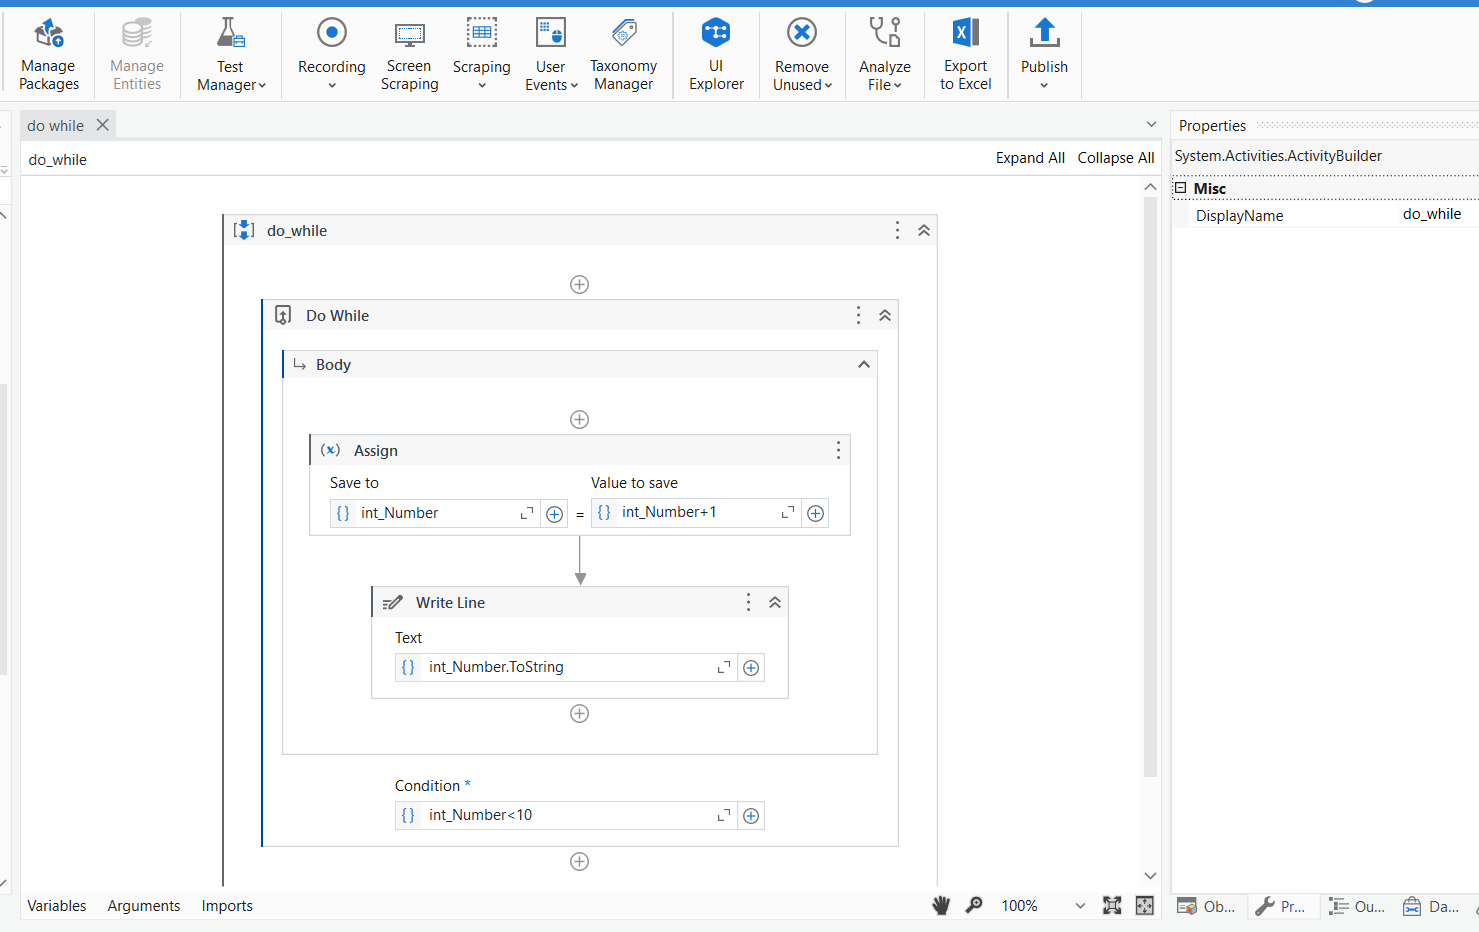 Manage Packages
Manage Entities
Test Manager
Recording
Screen Scraping
Scraping
User Events
Taxonomy Manager
UI Explorer
Remove Unused
Analyze File
Export to Excel
Publish
do while
Properties
do_while
Expand All Collapse All
System.Activities.ActivityBuilder
Misc
DisplayName do_while
do_while
Do While
Body
(x) Assign
Save to Value to save
{} int_Number = {} int_Number+1
Write Line
Text
{} int_Number.ToString
Condition *
{} int_Number<10
Variables Arguments Imports 100%
Ob... Pr... Ou... Da...